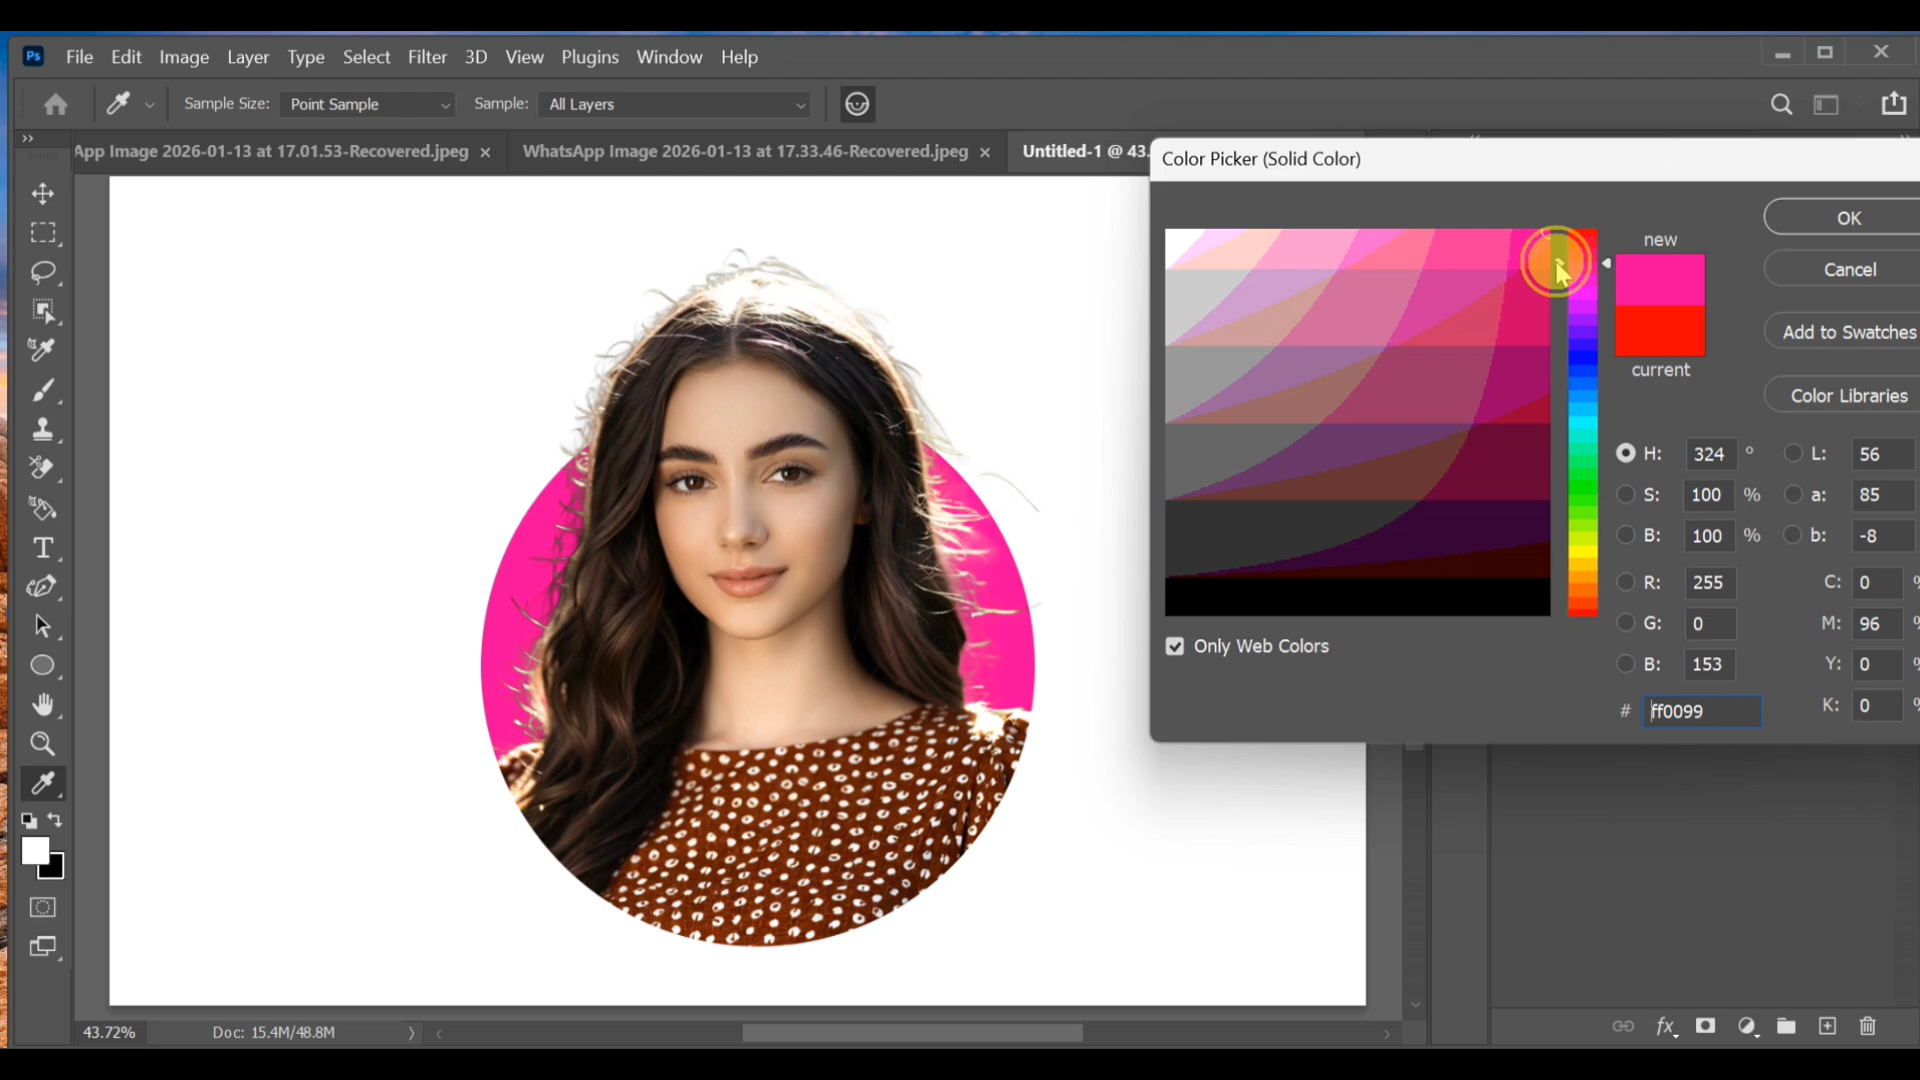 Ps File Edit Image Layer Type Select Filter 3D View Plugins Window Help
Sample Size: Point Sample Sample: All Layers
App Image 2026-01-13 at 17.01.53-Recovered.jpeg × WhatsApp Image 2026-01-13 at 17.33.46-Recovered.jpeg × Untitled-1 @ 43.
Color Picker (Solid Color)
OK
new
Cancel
Add to Swatches
current
Color Libraries
H: 324 ° L: 56
S: 100 % a: 85
B: 100 % b: -8
R: 255 C: 0 %
G: 0 M: 96 %
Only Web Colors
B: 153 Y: 0 %
# ff0099 K: 0 %
43.72% Doc: 15.4M/48.8M
fx